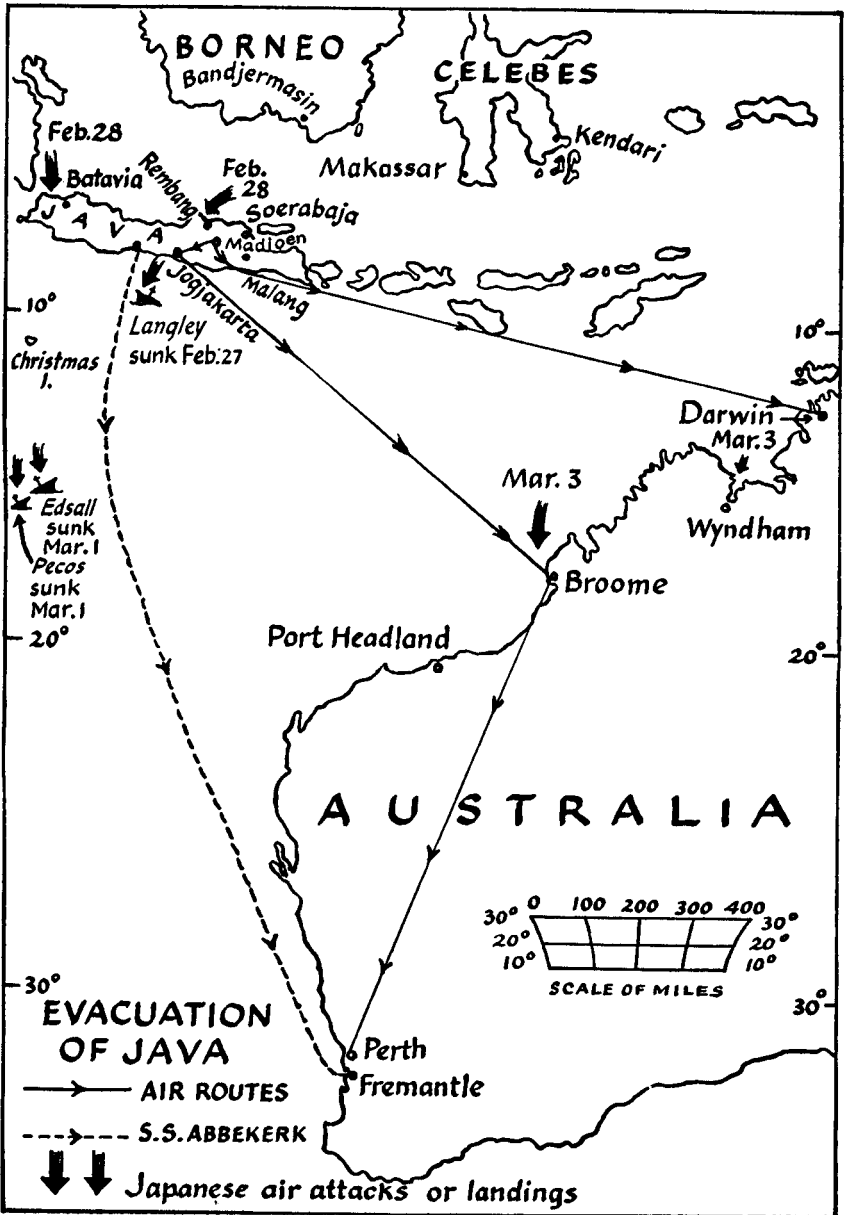 BORNEO
Bandjermasin
CELEBES
Kendari
Makassar
Feb. 28
Batavia
Rembang
Feb.
28
Soerabaja
JAVA
Madioen
Jogjakarta
Malang
10°
10°
Langley
sunk Feb. 27
Christmas
I.
Darwin
Mar. 3
Wyndham
Mar. 3
Broome
Edsall
sunk
Mar. 1
Pecos
sunk
Mar. 1
20°
20°
Port Headland
AUSTRALIA
0 100 200 300 400
30° 30°
20° 20°
10° 10°
SCALE OF MILES
30°
30°
Perth
Fremantle
EVACUATION
OF JAVA
AIR ROUTES
S.S. ABBEKERK
Japanese air attacks or landings